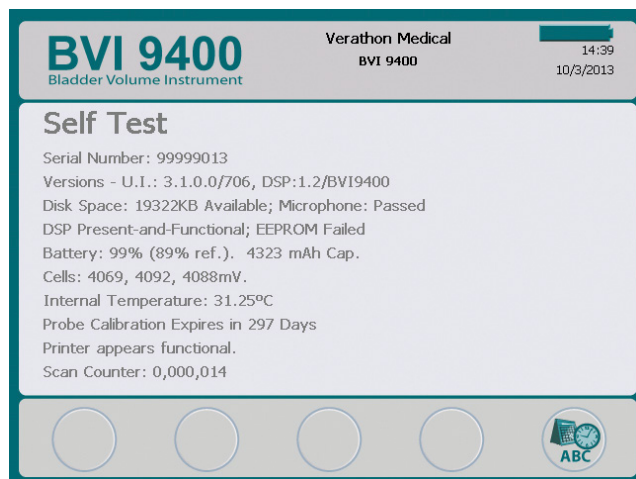 BVI 9400
Bladder Volume Instrument
Verathon Medical
BVI 9400
14:39
10/3/2013
Self Test
Serial Number: 99999013
Versions - U.I.: 3.1.0.0/706, DSP:1.2/BVI9400
Disk Space: 19322KB Available; Microphone: Passed
DSP Present-and-Functional; EEPROM Failed
Battery: 99% (89% ref.).  4323 mAh Cap.
Cells: 4069, 4092, 4088mV.
Internal Temperature: 31.25ºC
Probe Calibration Expires in 297 Days
Printer appears functional.
Scan Counter: 0,000,014
ABC